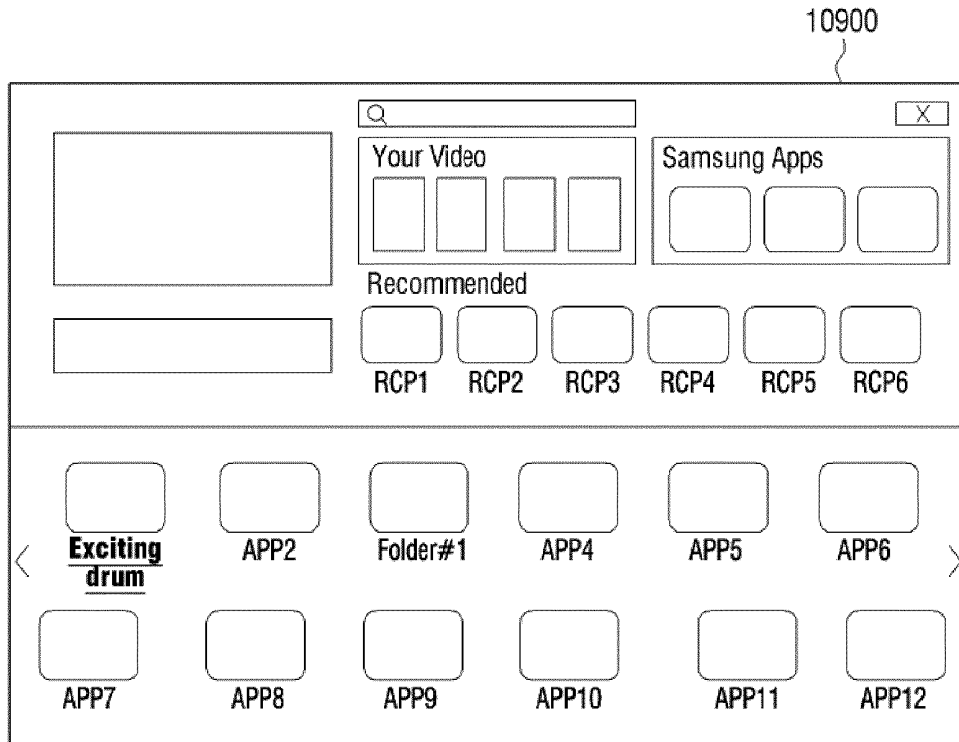 10900
X
Your Video
Samsung Apps
Recommended
RCP1 RCP2 RCP3 RCP4 RCP5 RCP6
Exciting
drum
APP2 Folder#1 APP4 APP5 APP6
APP7 APP8 APP9 APP10 APP11 APP12